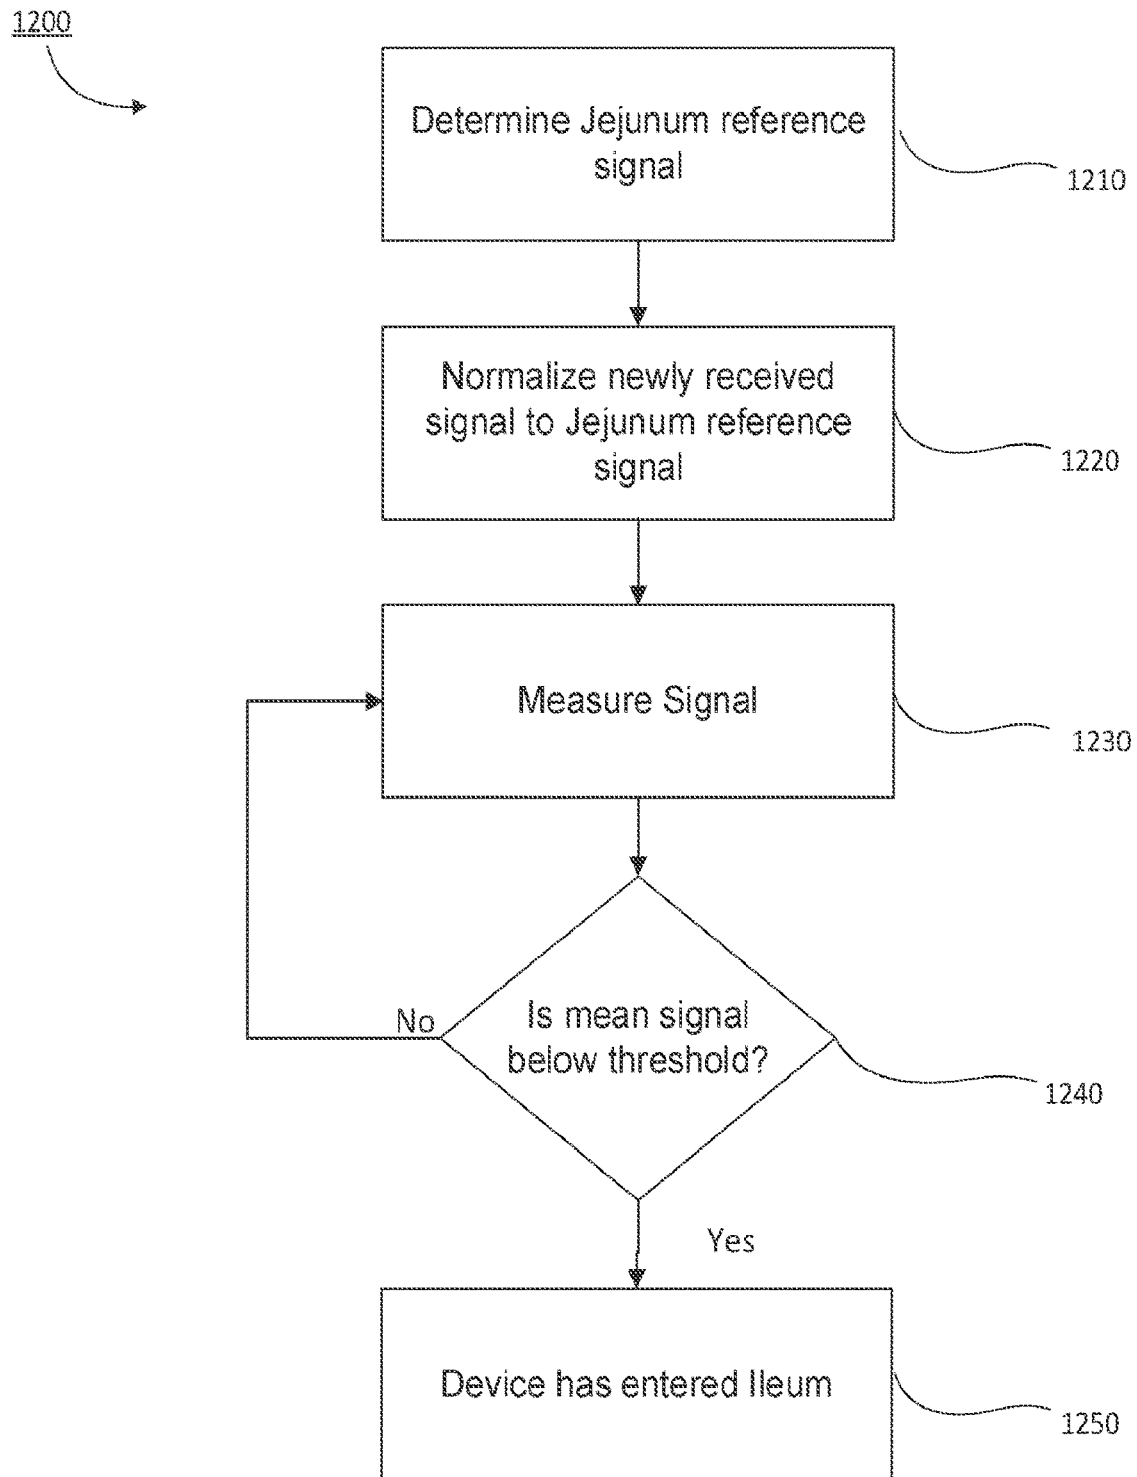 1200
Determine Jejunum reference
signal
1210
Normalize newly received
signal to Jejunum reference
signal
1220
Measure Signal
1230
No
Is mean signal
below threshold?
1240
Yes
Device has entered Ileum
1250